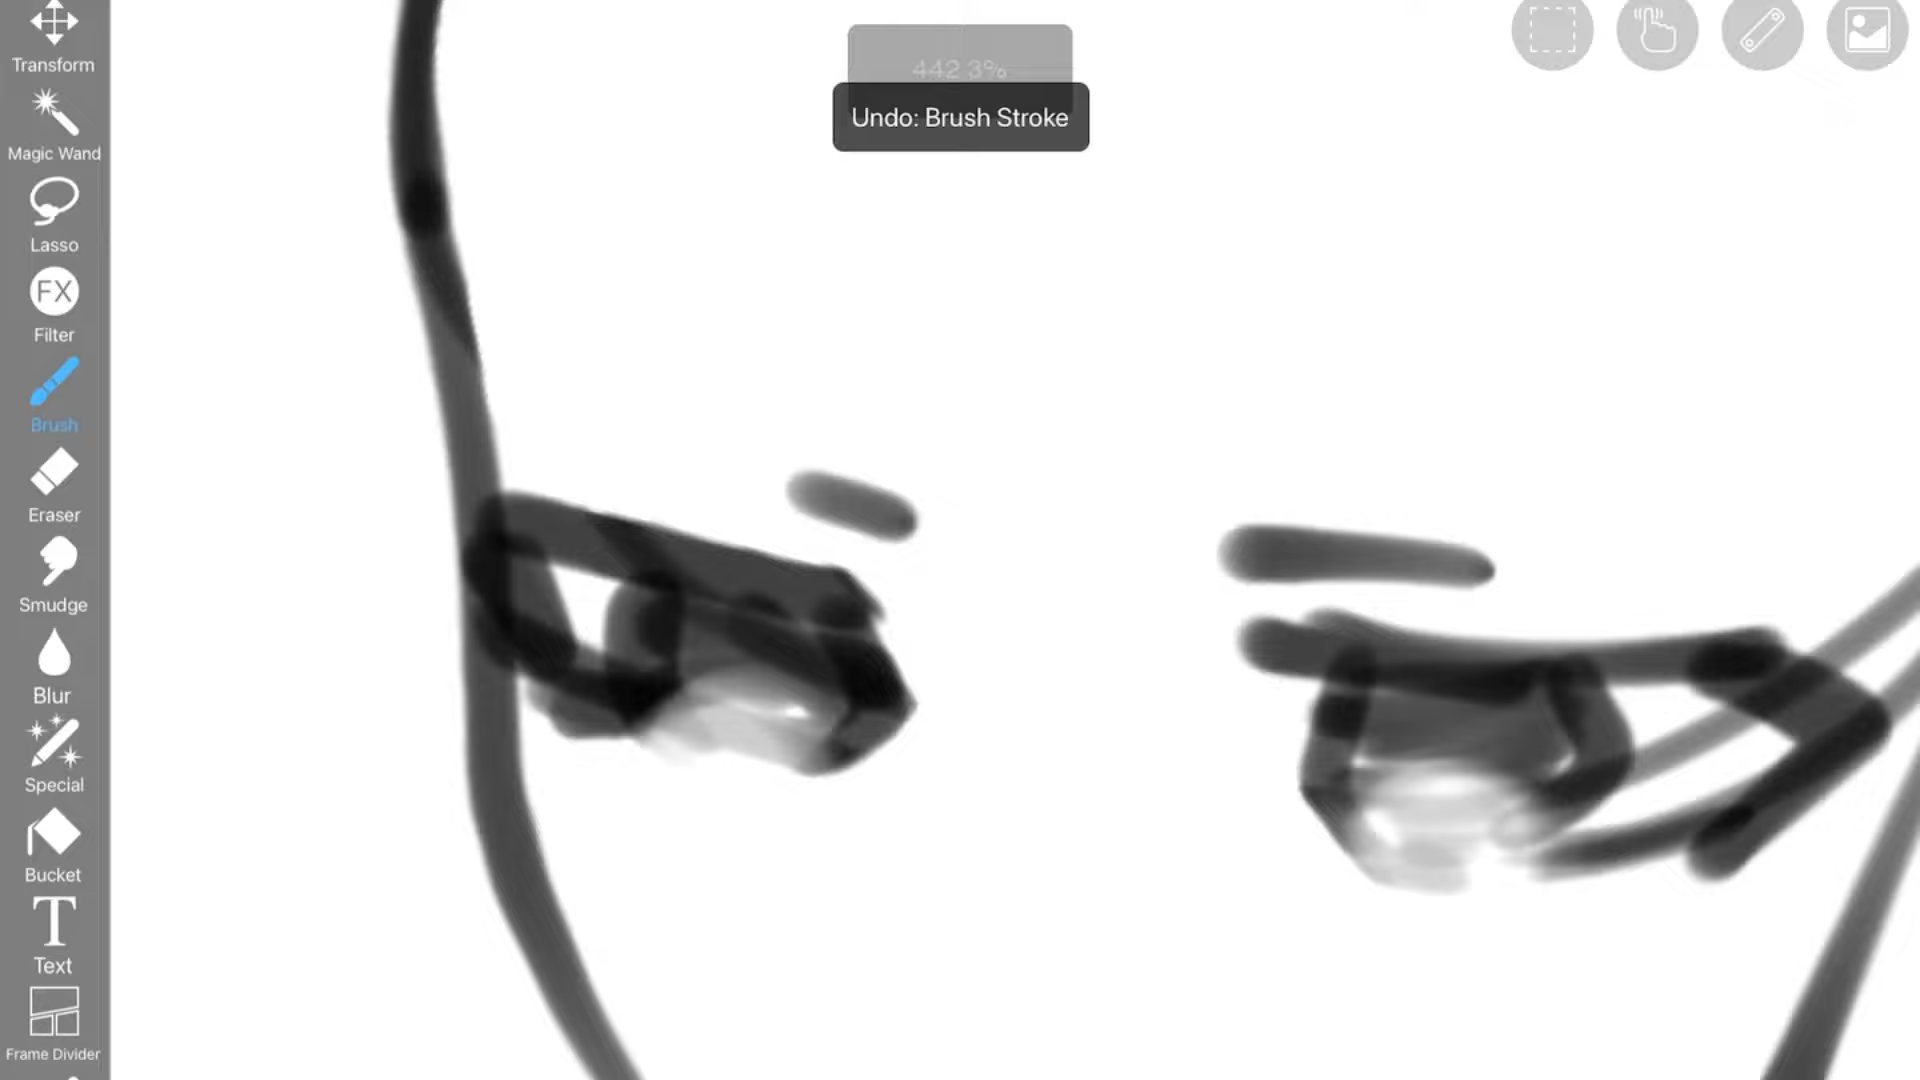 Transform
Magic Wand
Lasso
FX
Filter
Brush
Eraser
Smudge
Blur
Special
Bucket
T
Text
Frame Divider
442 3%
Undo: Brush Stroke